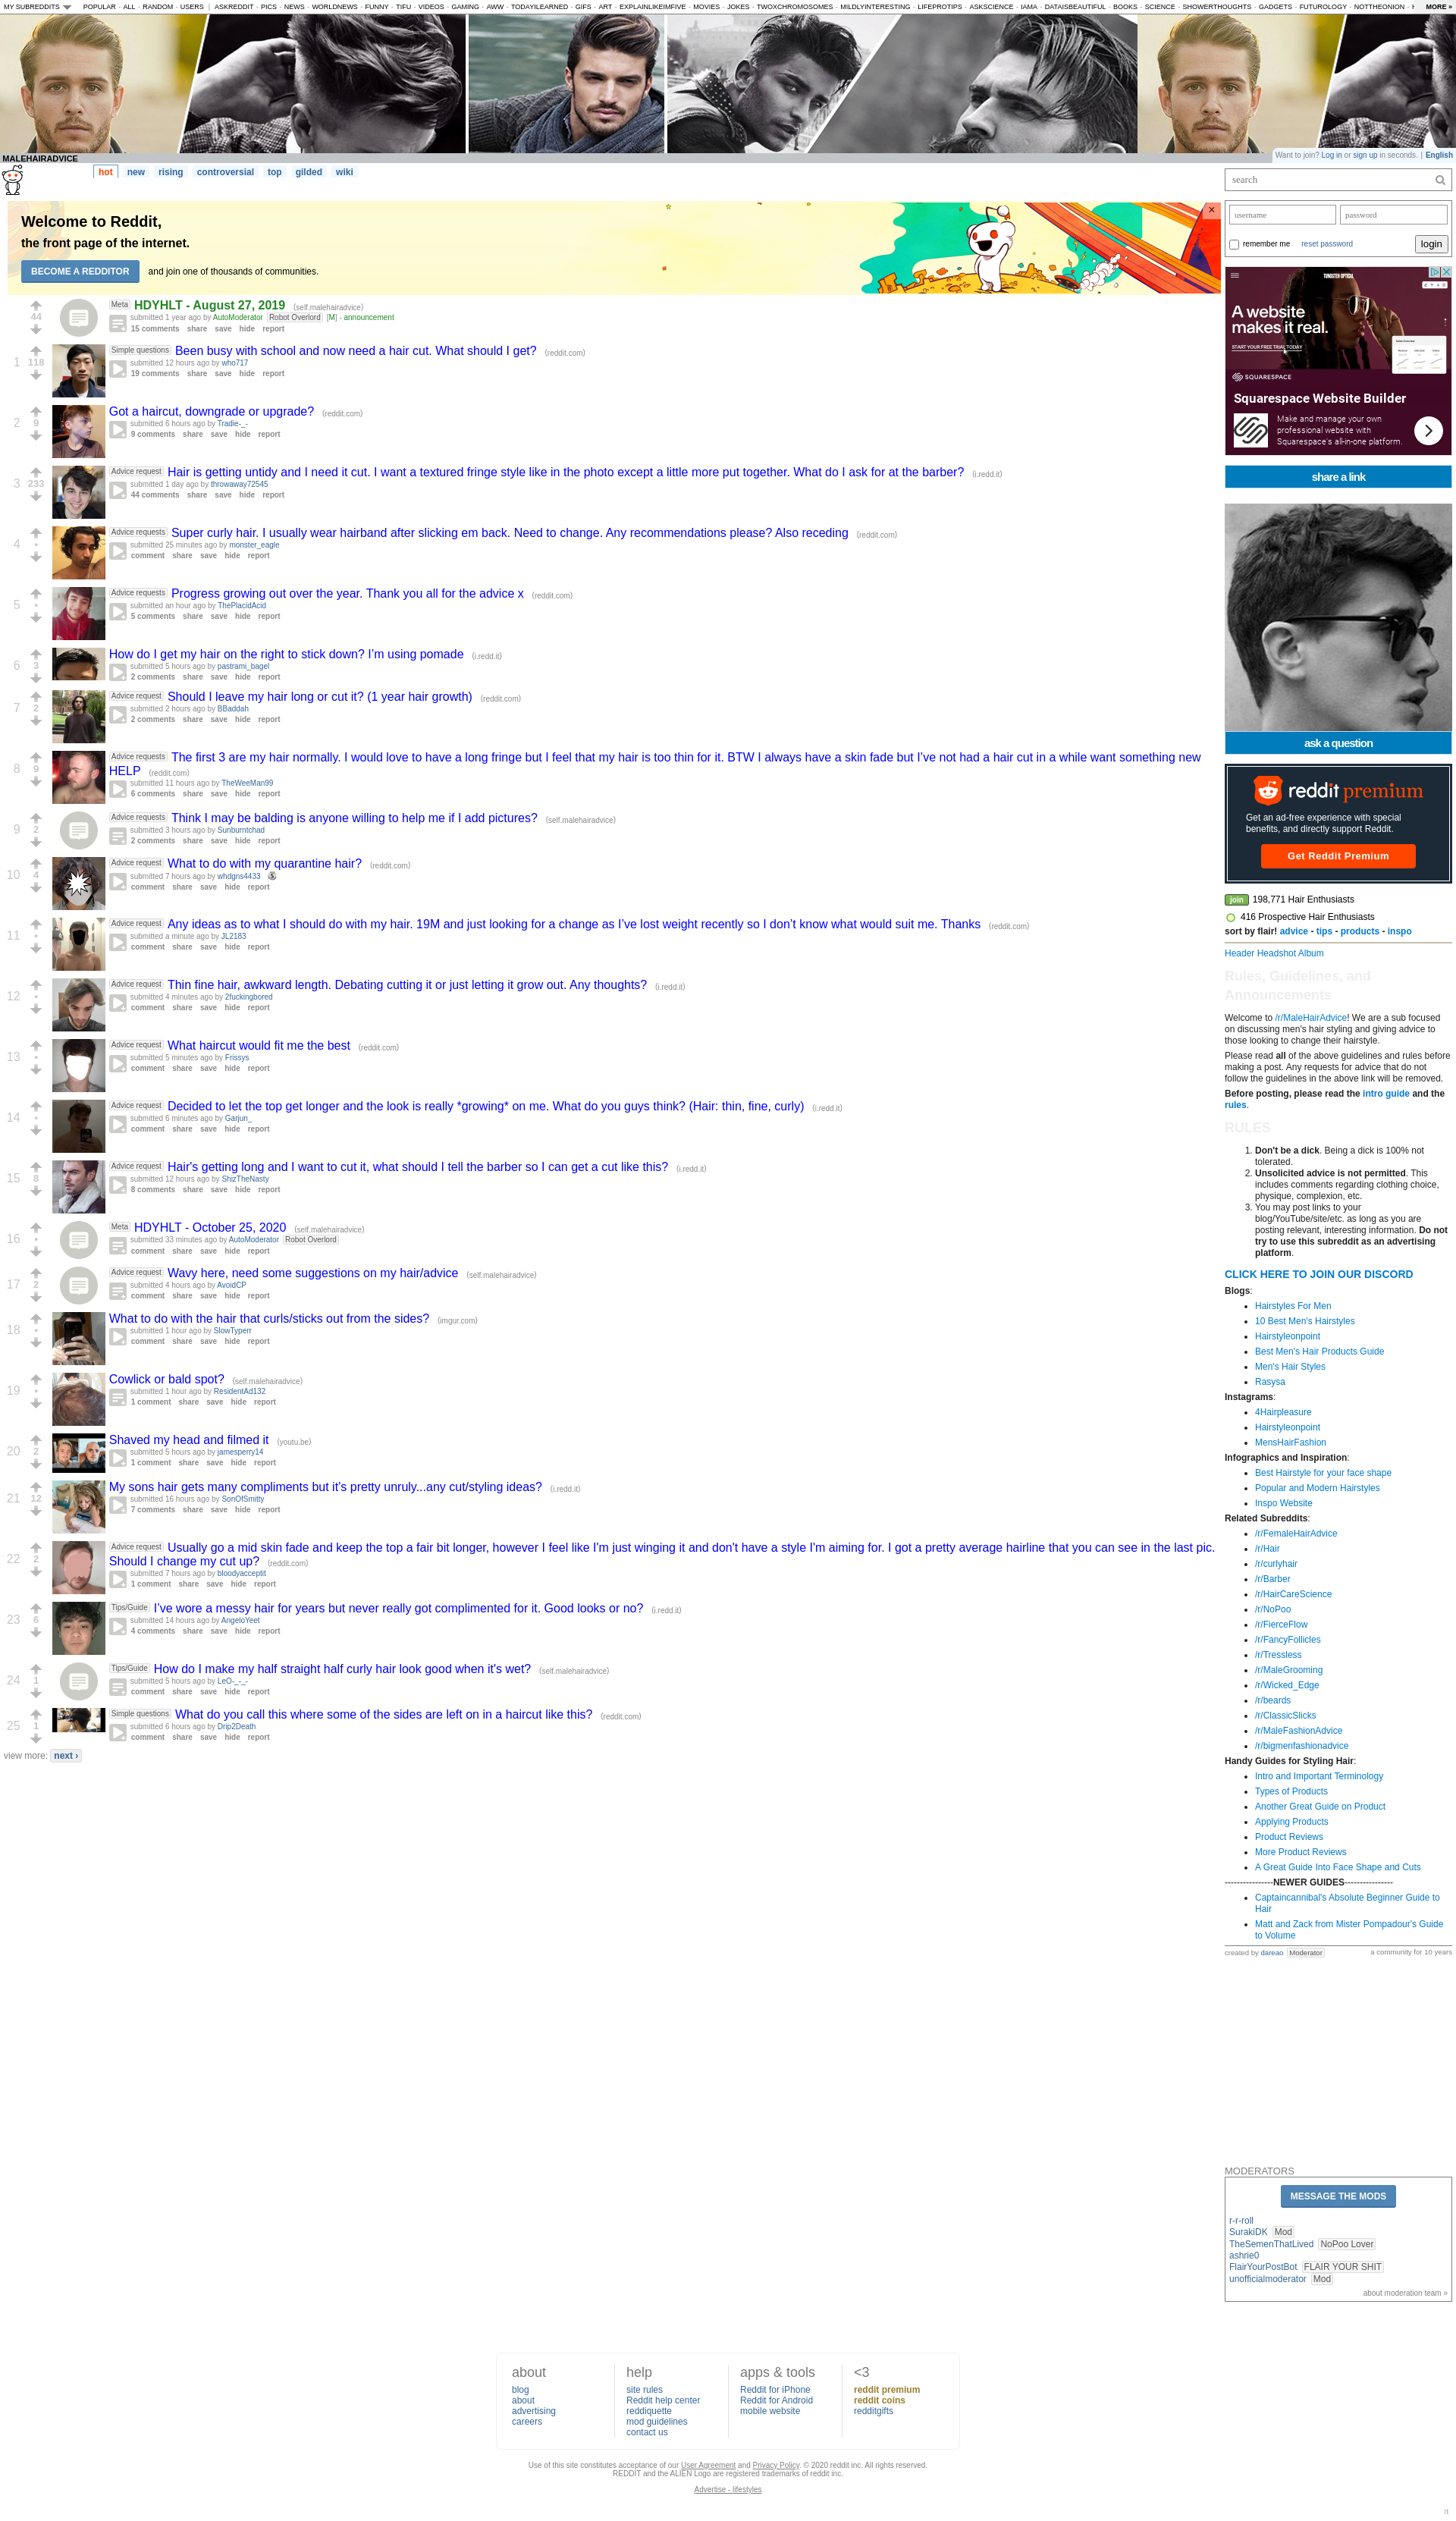 MY SUBREDDITS POPULAR - ALL - RANDOM - USERS | ASKREDDIT - PICS - NEWS - WORLDNEWS - FUNNY - TIFU - VIDEOS - GAMING - AWW - TODAYILEARNED - GIFS - ART - EXPLAINLIKEIMFIVE - MOVIES - JOKES - TWOXCHROMOSOMES - MILDLYINTERESTING - LIFEPROTIPS - ASKSCIENCE - IAMA - DATAISBEAUTIFUL - BOOKS - SCIENCE - SHOWERTHOUGHTS - GADGETS - FUTUROLOGY - NOTTHEONION - MORE »
MALEHAIRADVICE
Want to join? Log in or sign up in seconds. | English
hot new rising controversial top gilded wiki
Welcome to Reddit,
the front page of the internet.
BECOME A REDDITOR and join one of thousands of communities.
×
44
Meta HDYHLT - August 27, 2019 (self.malehairadvice)
submitted 1 year ago by AutoModerator Robot Overlord [M] - announcement
15 comments share save hide report
1 118
Simple questions Been busy with school and now need a hair cut. What should I get? (reddit.com)
submitted 12 hours ago by who717
19 comments share save hide report
2 9
Got a haircut, downgrade or upgrade? (reddit.com)
submitted 6 hours ago by Tradie-_-
9 comments share save hide report
3 233
Advice request Hair is getting untidy and I need it cut. I want a textured fringe style like in the photo except a little more put together. What do I ask for at the barber? (i.redd.it)
submitted 1 day ago by throwaway72545
44 comments share save hide report
4 •
Advice requests Super curly hair. I usually wear hairband after slicking em back. Need to change. Any recommendations please? Also receding (reddit.com)
submitted 25 minutes ago by monster_eagle
comment share save hide report
5 •
Advice requests Progress growing out over the year. Thank you all for the advice x (reddit.com)
submitted an hour ago by ThePlacidAcid
5 comments share save hide report
6 3
How do I get my hair on the right to stick down? I’m using pomade (i.redd.it)
submitted 5 hours ago by pastrami_bagel
2 comments share save hide report
7 2
Advice request Should I leave my hair long or cut it? (1 year hair growth) (reddit.com)
submitted 2 hours ago by BBaddah
2 comments share save hide report
8 9
Advice requests The first 3 are my hair normally. I would love to have a long fringe but I feel that my hair is too thin for it. BTW I always have a skin fade but I’ve not had a hair cut in a while want something new
HELP (reddit.com)
submitted 11 hours ago by TheWeeMan99
6 comments share save hide report
9 2
Advice requests Think I may be balding is anyone willing to help me if I add pictures? (self.malehairadvice)
submitted 3 hours ago by Sunburntchad
2 comments share save hide report
10 4
Advice request What to do with my quarantine hair? (reddit.com)
submitted 7 hours ago by whdgns4433
comment share save hide report
11 •
Advice request Any ideas as to what I should do with my hair. 19M and just looking for a change as I’ve lost weight recently so I don’t know what would suit me. Thanks (reddit.com)
submitted a minute ago by JL2183
comment share save hide report
12 •
Advice request Thin fine hair, awkward length. Debating cutting it or just letting it grow out. Any thoughts? (i.redd.it)
submitted 4 minutes ago by 2fuckingbored
comment share save hide report
13 •
Advice request What haircut would fit me the best (reddit.com)
submitted 5 minutes ago by Frissys
comment share save hide report
14 •
Advice request Decided to let the top get longer and the look is really *growing* on me. What do you guys think? (Hair: thin, fine, curly) (i.redd.it)
submitted 6 minutes ago by Garjun_
comment share save hide report
15 8
Advice request Hair's getting long and I want to cut it, what should I tell the barber so I can get a cut like this? (i.redd.it)
submitted 12 hours ago by ShizTheNasty
8 comments share save hide report
16 •
Meta HDYHLT - October 25, 2020 (self.malehairadvice)
submitted 33 minutes ago by AutoModerator Robot Overlord
comment share save hide report
17 2
Advice request Wavy here, need some suggestions on my hair/advice (self.malehairadvice)
submitted 4 hours ago by AvoidCP
comment share save hide report
18 •
What to do with the hair that curls/sticks out from the sides? (imgur.com)
submitted 1 hour ago by SlowTyperr
comment share save hide report
19 •
Cowlick or bald spot? (self.malehairadvice)
submitted 1 hour ago by ResidentAd132
1 comment share save hide report
20 2
Shaved my head and filmed it (youtu.be)
submitted 5 hours ago by jamesperry14
1 comment share save hide report
21 12
My sons hair gets many compliments but it’s pretty unruly...any cut/styling ideas? (i.redd.it)
submitted 16 hours ago by SonOfSmitty
7 comments share save hide report
22 2
Advice request Usually go a mid skin fade and keep the top a fair bit longer, however I feel like I'm just winging it and don't have a style I'm aiming for. I got a pretty average hairline that you can see in the last pic.
Should I change my cut up? (reddit.com)
submitted 7 hours ago by bloodyacceptit
1 comment share save hide report
23 6
Tips/Guide I’ve wore a messy hair for years but never really got complimented for it. Good looks or no? (i.redd.it)
submitted 14 hours ago by AngeloYeet
4 comments share save hide report
24 1
Tips/Guide How do I make my half straight half curly hair look good when it's wet? (self.malehairadvice)
submitted 5 hours ago by LeO-_-_-
comment share save hide report
25 1
Simple questions What do you call this where some of the sides are left on in a haircut like this? (reddit.com)
submitted 6 hours ago by Drip2Death
comment share save hide report
view more: next ›
search
username password
remember me reset password login
TUNGSTEN OPTICAL
A website
makes it real.
START YOUR FREE TRIAL TODAY
SQUARESPACE
Squarespace Website Builder
Make and manage your own
professional website with
Squarespace's all-in-one platform.
share a link
ask a question
reddit premium
Get an ad-free experience with special
benefits, and directly support Reddit.
Get Reddit Premium
join 198,771 Hair Enthusiasts
416 Prospective Hair Enthusiasts
sort by flair! advice - tips - products - inspo
Header Headshot Album
Rules, Guidelines, and
Announcements
Welcome to /r/MaleHairAdvice! We are a sub focused
on discussing men's hair styling and giving advice to
those looking to change their hairstyle.
Please read all of the above guidelines and rules before
making a post. Any requests for advice that do not
follow the guidelines in the above link will be removed.
Before posting, please read the intro guide and the
rules.
RULES
1. Don't be a dick. Being a dick is 100% not
tolerated.
2. Unsolicited advice is not permitted. This
includes comments regarding clothing choice,
physique, complexion, etc.
3. You may post links to your
blog/YouTube/site/etc. as long as you are
posting relevant, interesting information. Do not
try to use this subreddit as an advertising
platform.
CLICK HERE TO JOIN OUR DISCORD
Blogs:
Hairstyles For Men
10 Best Men's Hairstyles
Hairstyleonpoint
Best Men's Hair Products Guide
Men's Hair Styles
Rasysa
Instagrams:
4Hairpleasure
Hairstyleonpoint
MensHairFashion
Infographics and Inspiration:
Best Hairstyle for your face shape
Popular and Modern Hairstyles
Inspo Website
Related Subreddits:
/r/FemaleHairAdvice
/r/Hair
/r/curlyhair
/r/Barber
/r/HairCareScience
/r/NoPoo
/r/FierceFlow
/r/FancyFollicles
/r/Tressless
/r/MaleGrooming
/r/Wicked_Edge
/r/beards
/r/ClassicSlicks
/r/MaleFashionAdvice
/r/bigmenfashionadvice
Handy Guides for Styling Hair:
Intro and Important Terminology
Types of Products
Another Great Guide on Product
Applying Products
Product Reviews
More Product Reviews
A Great Guide Into Face Shape and Cuts
----------------NEWER GUIDES----------------
Captaincannibal's Absolute Beginner Guide to
Hair
Matt and Zack from Mister Pompadour's Guide
to Volume
created by dareao Moderator a community for 10 years
MODERATORS
MESSAGE THE MODS
r-r-roll
SurakiDK Mod
TheSemenThatLived NoPoo Lover
ashrie0
FlairYourPostBot FLAIR YOUR SHIT
unofficialmoderator Mod
about moderation team »
about
blog
about
advertising
careers
help
site rules
Reddit help center
reddiquette
mod guidelines
contact us
apps & tools
Reddit for iPhone
Reddit for Android
mobile website
<3
reddit premium
reddit coins
redditgifts
Use of this site constitutes acceptance of our User Agreement and Privacy Policy. © 2020 reddit inc. All rights reserved.
REDDIT and the ALIEN Logo are registered trademarks of reddit inc.
Advertise - lifestyles
π